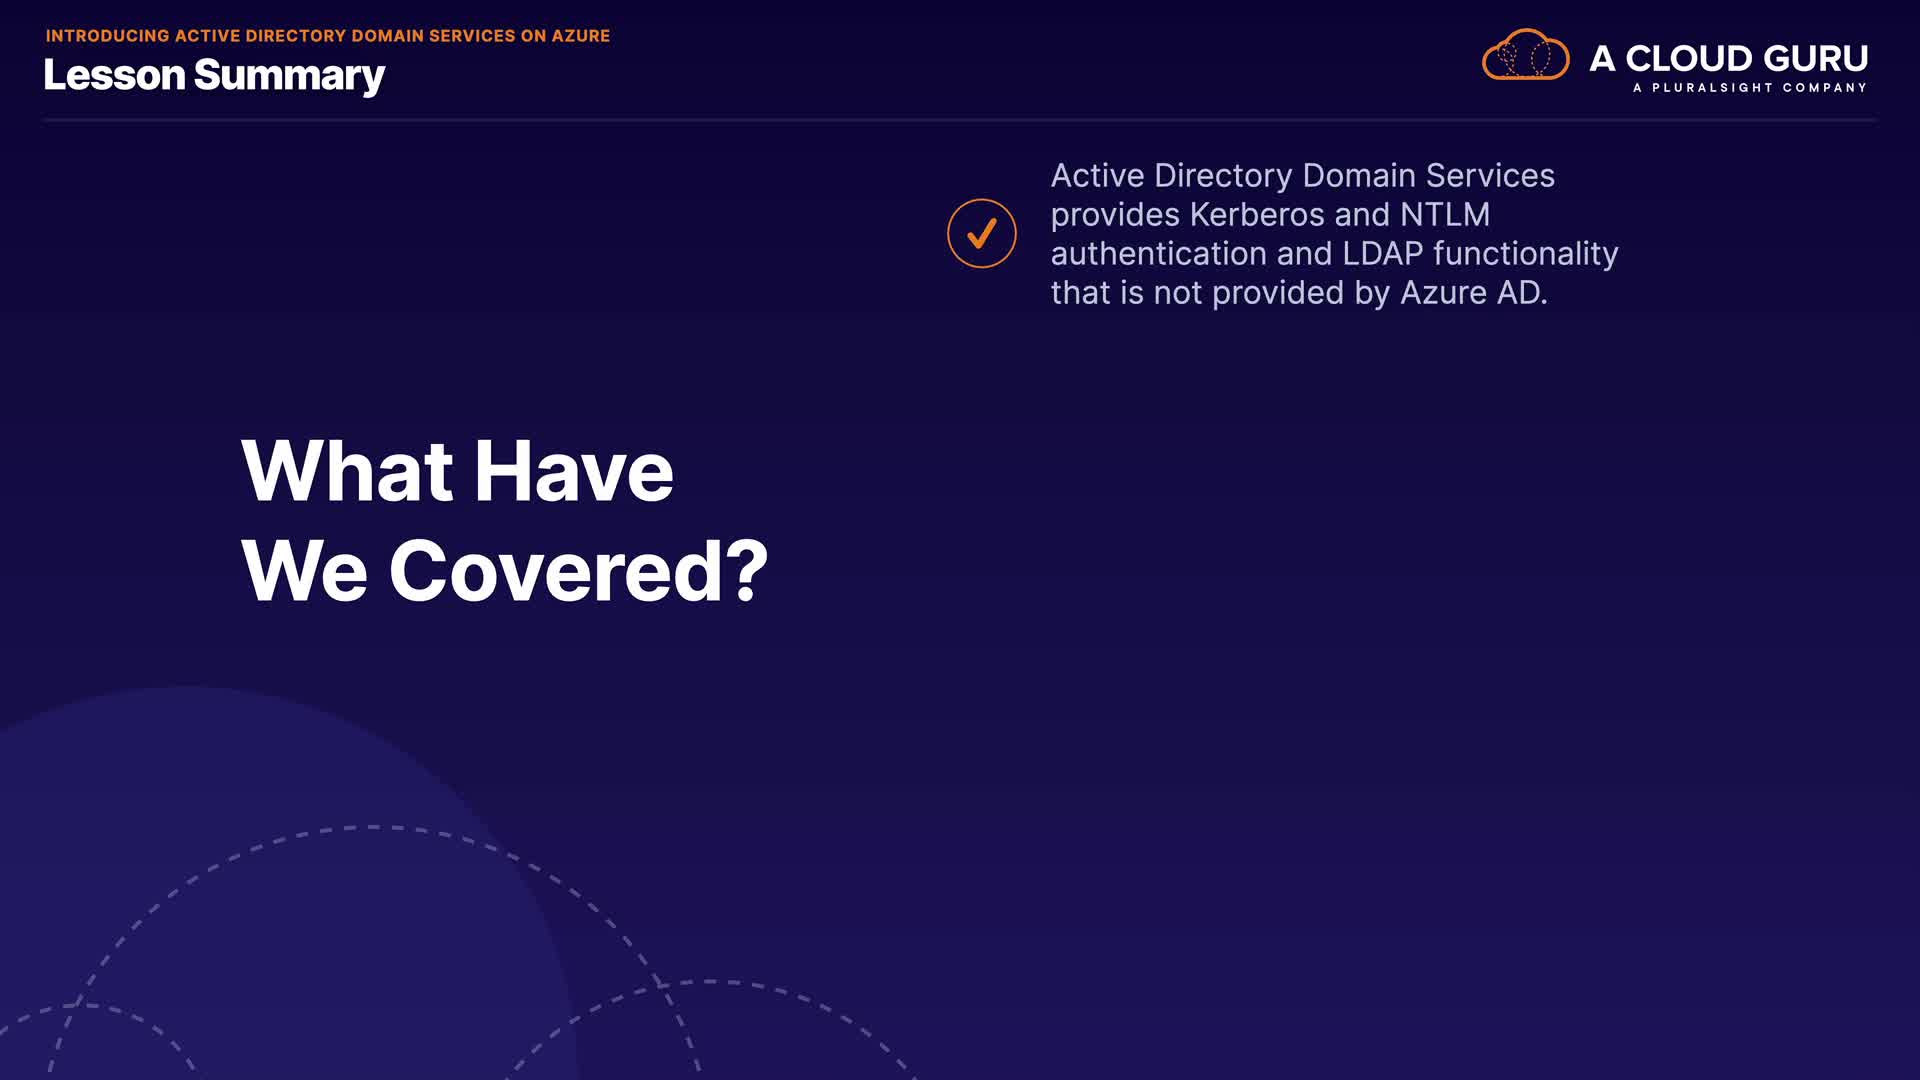 INTRODUCING ACTIVE DIRECTORY DOMAIN SERVICES ON AZURE
Lesson Summary
A CLOUD GURU
A PLURALSIGHT COMPANY
Active Directory Domain Services
provides Kerberos and NTLM
authentication and LDAP functionality
that is not provided by Azure AD.
What Have
We Covered?